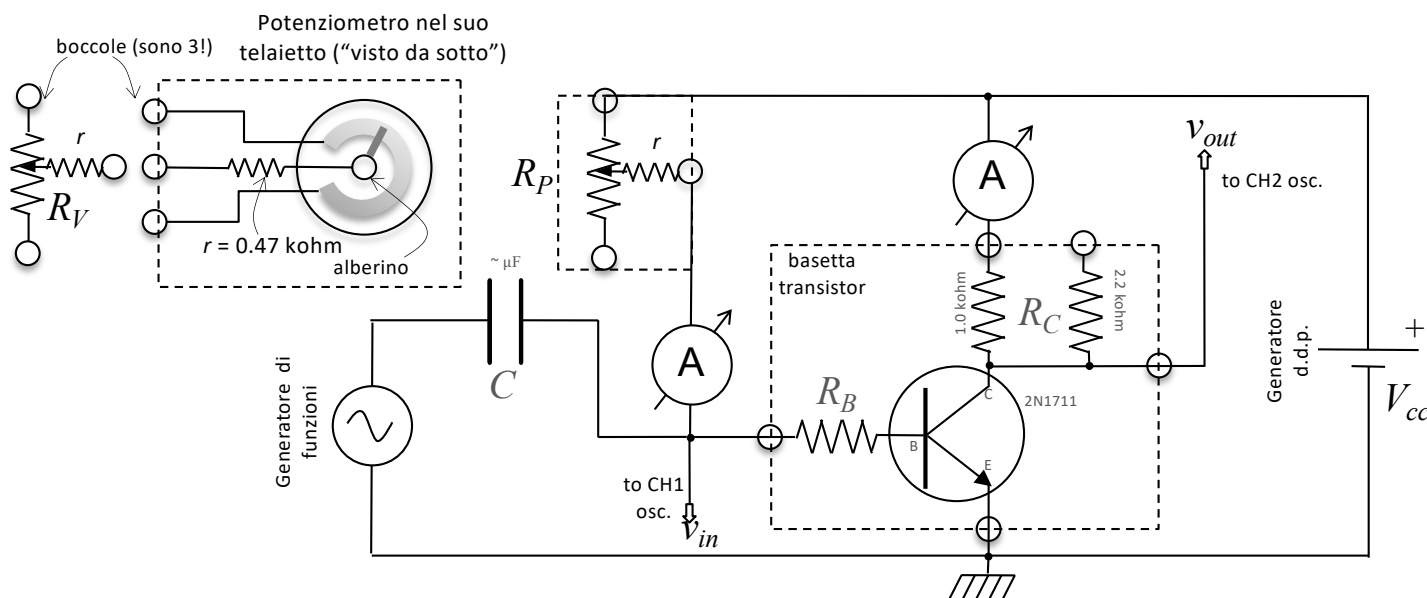 Potenziometro nel suo
telaietto (“visto da sotto”)
boccole (sono 3!)
r
R_V
r = 0.47 kohm
alberino
R_P
r
A
A
v_out
to CH2 osc.
basetta
transistor
1.0 kohm
R_C
2.2 kohm
~ μF
C
Generatore di
funzioni
R_B
B
C
E
2N1711
to CH1
osc.
v_in
Generatore
d.d.p.
+
V_cc